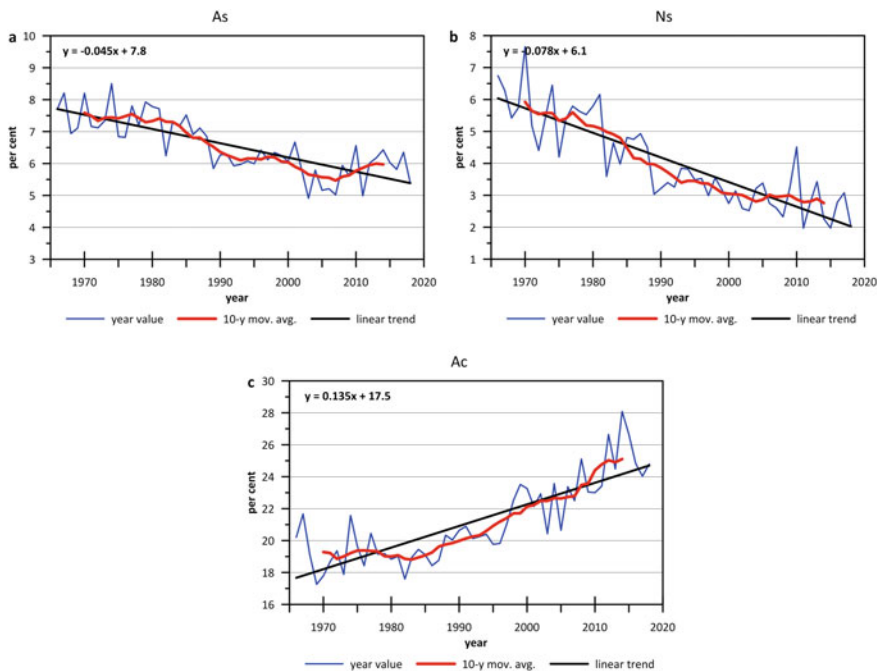 As
a
y = -0.045x + 7.8
10
9
8
7
6
5
4
3
per cent
1970 1980 1990 2000 2010 2020
year
year value 10-y mov. avg. linear trend
Ns
b
y = -0.078x + 6.1
8
7
6
5
4
3
2
1
per cent
1970 1980 1990 2000 2010 2020
year
year value 10-y mov. avg. linear trend
Ac
c
y = 0.135x + 17.5
30
28
26
24
22
20
18
16
per cent
1970 1980 1990 2000 2010 2020
year
year value 10-y mov. avg. linear trend